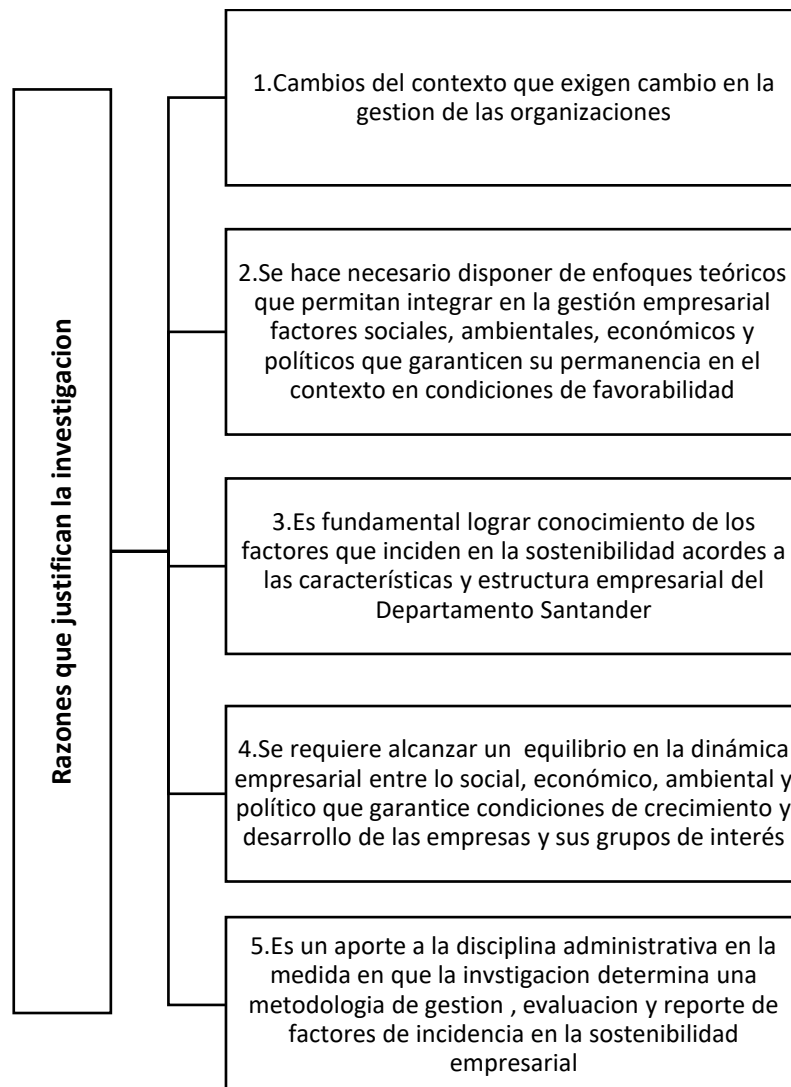 Razones que justifican la investigacion
1.Cambios del contexto que exigen cambio en la
gestion de las organizaciones
2.Se hace necesario disponer de enfoques teóricos
que permitan integrar en la gestión empresarial
factores sociales, ambientales, económicos y
políticos que garanticen su permanencia en el
contexto en condiciones de favorabilidad
3.Es fundamental lograr conocimiento de los
factores que inciden en la sostenibilidad acordes a
las características y estructura empresarial del
Departamento Santander
4.Se requiere alcanzar un  equilibrio en la dinámica
empresarial entre lo social, económico, ambiental y
político que garantice condiciones de crecimiento y
desarrollo de las empresas y sus grupos de interés
5.Es un aporte a la disciplina administrativa en la
medida en que la invstigacion determina una
metodologia de gestion , evaluacion y reporte de
factores de incidencia en la sostenibilidad
empresarial